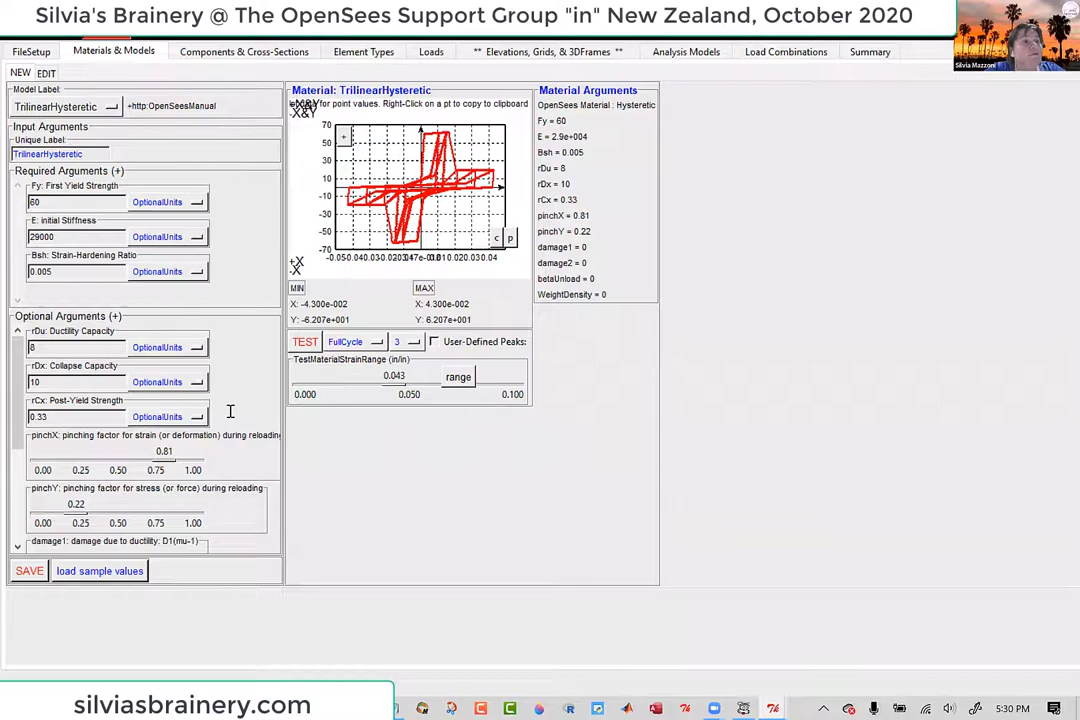 Silvia's Brainery @ The OpenSees Support Group "in" New Zealand, October 2020
Silvia Mazzoni
FileSetup Materials & Models Components & Cross-Sections Element Types Loads ** Elevations, Grids, & 3DFrames ** Analysis Models Load Combinations Summary
NEW EDIT
Model Label:
TrilinearHysteretic +http:OpenSeesManual
Input Arguments
Unique Label:
TrilinearHysteretic
Required Arguments (+)
Fy: First Yield Strength
60 OptionalUnits
E: initial Stiffness
29000 OptionalUnits
Bsh: Strain-Hardening Ratio
0.005 OptionalUnits
Optional Arguments (+)
rDu: Ductility Capacity
8 OptionalUnits
rDx: Collapse Capacity
10 OptionalUnits
rCx: Post-Yield Strength
0.33 OptionalUnits
pinchX: pinching factor for strain (or deformation) during reloading
0.81
0.00 0.25 0.50 0.75 1.00
pinchY: pinching factor for stress (or force) during reloading
0.22
0.00 0.25 0.50 0.75 1.00
damage1: damage due to ductility: D1(mu-1)
SAVE load sample values
Material: TrilinearHysteretic
for point values. Right-Click on a pt to copy to clipboard
-X&Y
70
50
30
10
-10
-30
-50
-70
+
c p
+X
-X
MIN MAX
X: -4.300e-002 X: 4.300e-002
Y: -6.207e+001 Y: 6.207e+001
TEST FullCycle 3 User-Defined Peaks:
TestMaterialStrainRange (in/in)
0.043 range
0.000 0.050 0.100
Material Arguments
OpenSees Material : Hysteretic
Fy = 60
E = 2.9e+004
Bsh = 0.005
rDu = 8
rDx = 10
rCx = 0.33
pinchX = 0.81
pinchY = 0.22
damage1 = 0
damage2 = 0
betaUnload = 0
WeightDensity = 0
silviasbrainery.com
5:30 PM